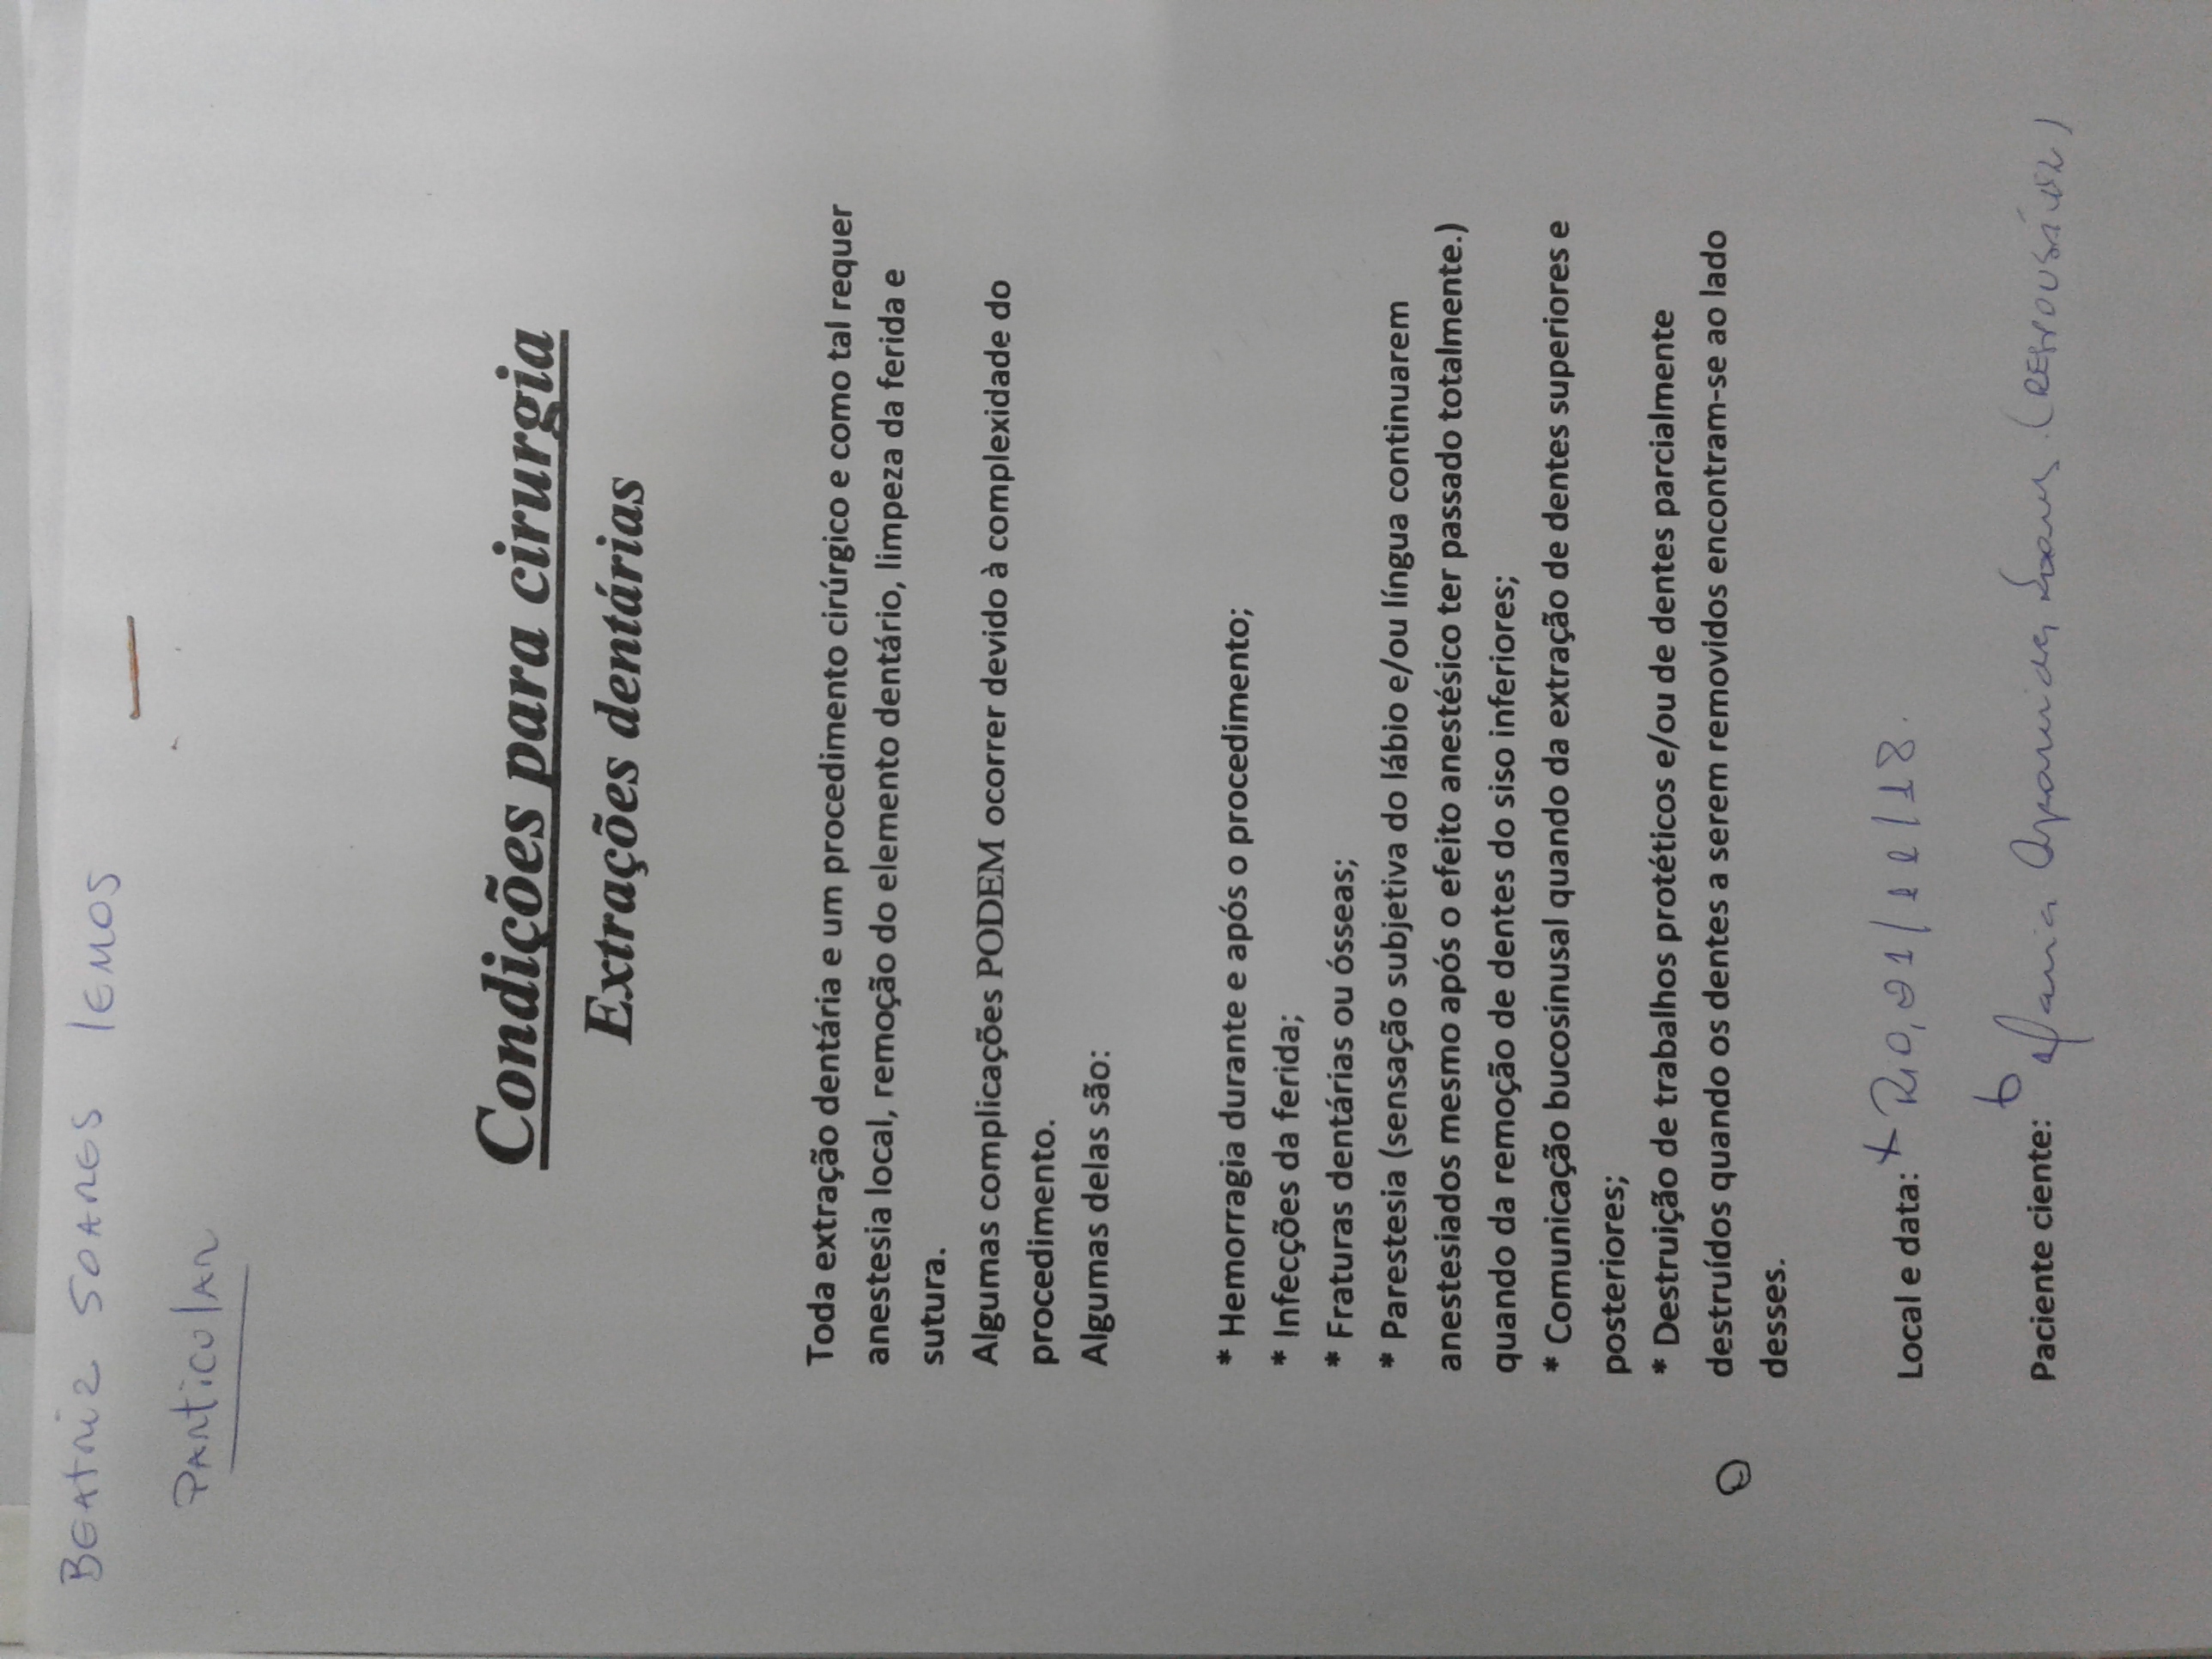 BEATRIZ SOARES LEMOS
PARTICULAR
Condições para cirurgia
Extrações dentárias
Toda extração dentária e um procedimento cirúrgico e como tal requer
anestesia local, remoção do elemento dentário, limpeza da ferida e
sutura.
Algumas complicações PODEM ocorrer devido à complexidade do
procedimento.
Algumas delas são:
* Hemorragia durante e após o procedimento;
* Infecções da ferida;
* Fraturas dentárias ou ósseas;
* Parestesia (sensação subjetiva do lábio e/ou língua continuarem
anestesiados mesmo após o efeito anestésico ter passado totalmente.)
quando da remoção de dentes do siso inferiores;
* Comunicação bucosinusal quando da extração de dentes superiores e
posteriores;
* Destruição de trabalhos protéticos e/ou de dentes parcialmente
destruídos quando os dentes a serem removidos encontram-se ao lado
desses.
Local e data: x Rio, 01/11/18.
Paciente ciente: Maria Aparecida Soares (RESPONSÁVEL)